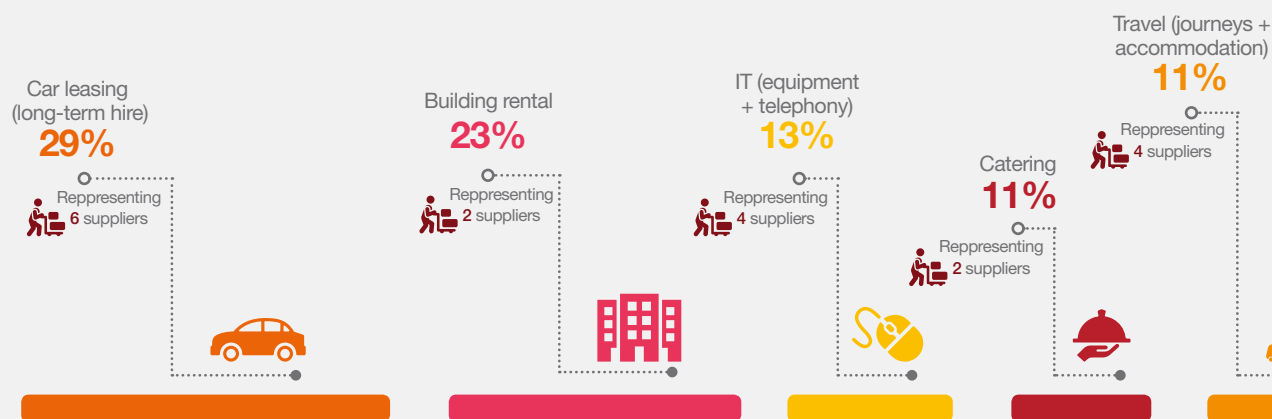 Car leasing
(long-term hire)
29%
Reppresenting
6 suppliers
Building rental
23%
Reppresenting
2 suppliers
IT (equipment
+ telephony)
13%
Reppresenting
4 suppliers
Catering
11%
Reppresenting
2 suppliers
Travel (journeys +
accommodation)
11%
Reppresenting
4 suppliers